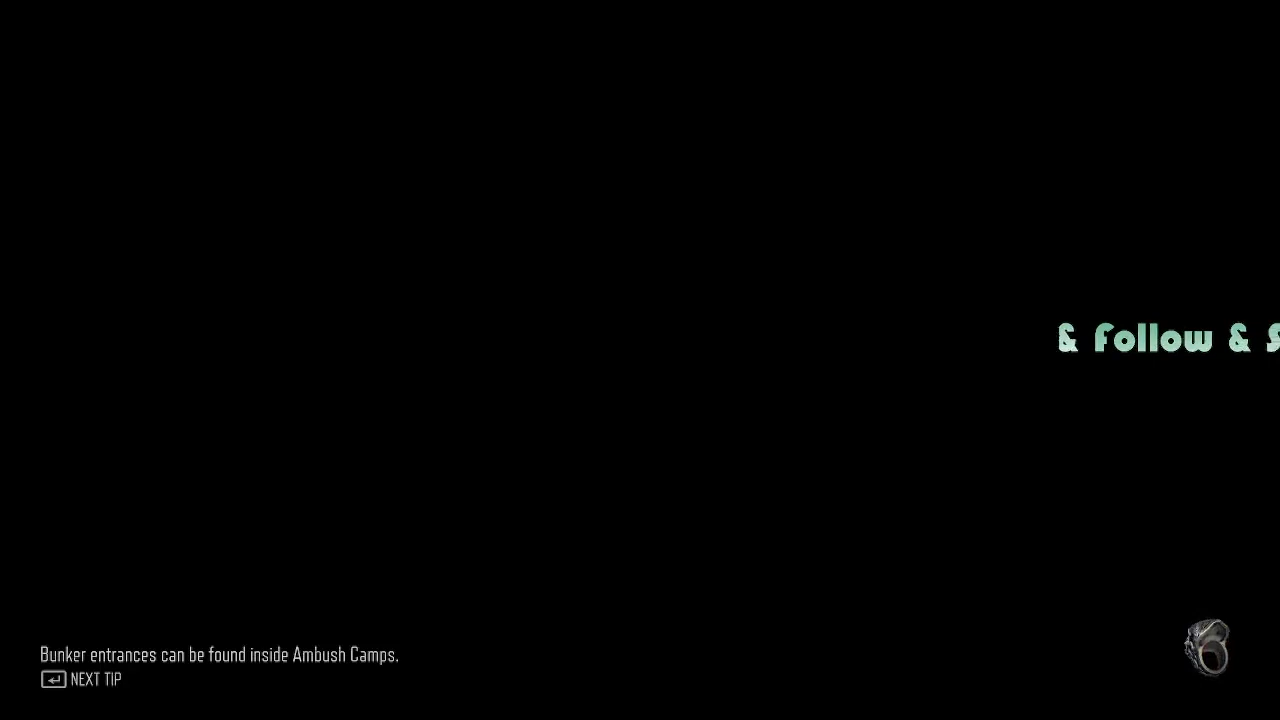 & Follow & S
Bunker entrances can be found inside Ambush Camps.
NEXT TIP